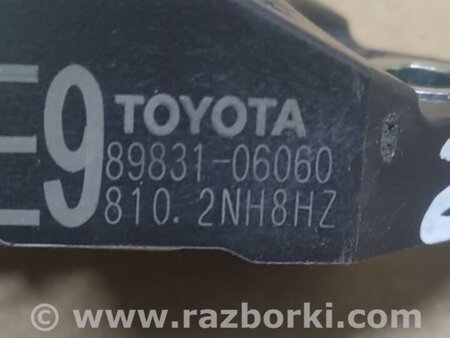 E9 TOYOTA
89831-06060
810. 2NH8HZ
© www.razborki.com